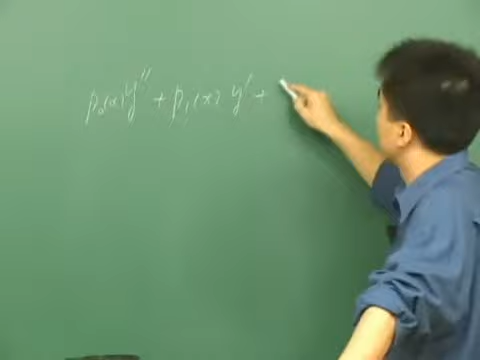 p₀(x)y'' + p₁(x) y' +